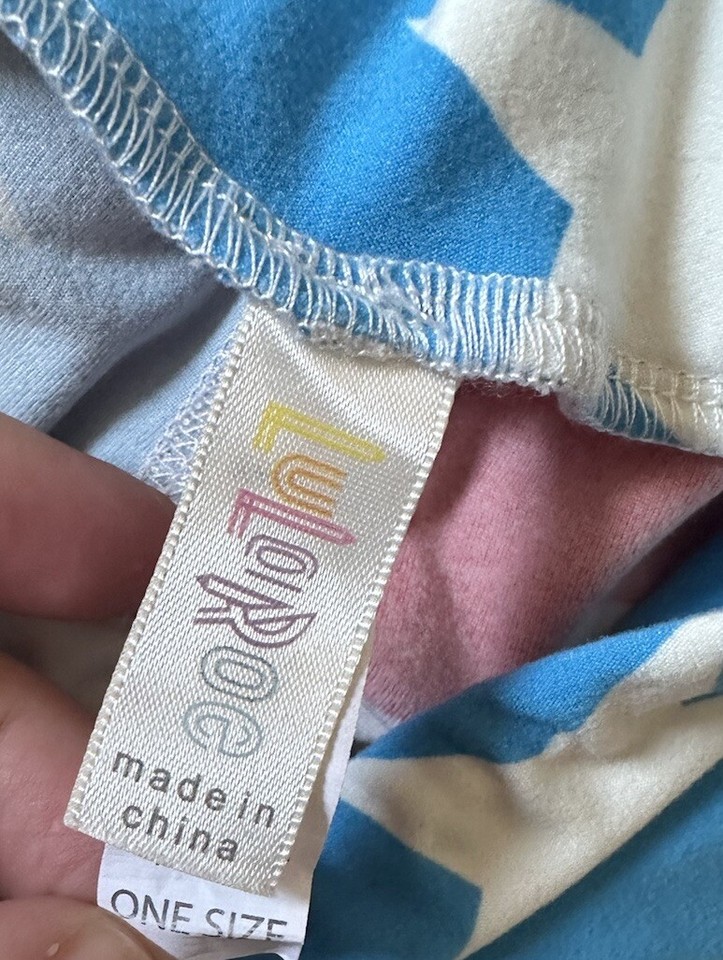 LuLaRoe
made in
china
ONE SIZE